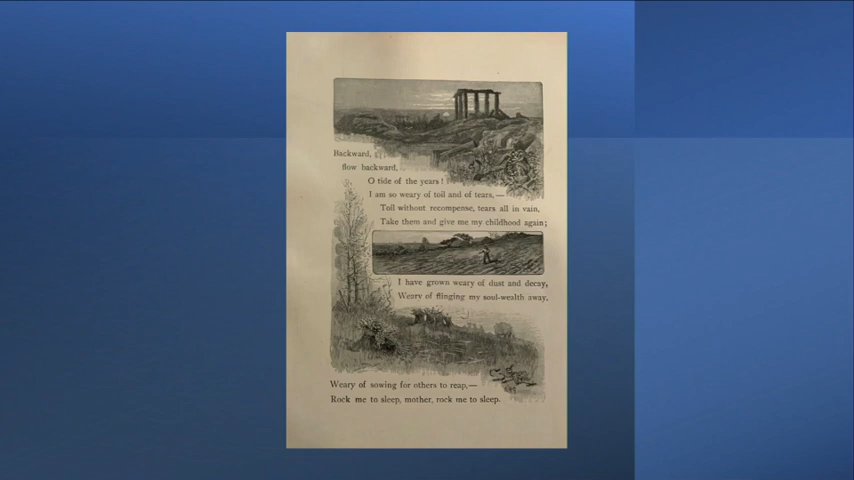 Backward,
flow backward,
O tide of the years!
I am so weary of toil and of tears,—
Toil without recompense, tears all in vain,
Take them and give me my childhood again;
I have grown weary of dust and decay,
Weary of flinging my soul-wealth away,
Weary of sowing for others to reap,—
Rock me to sleep, mother, rock me to sleep.